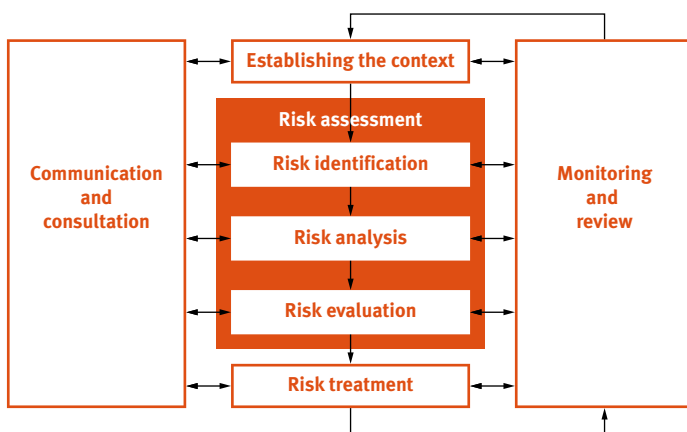 Establishing the context
Risk assessment
Risk identification
Communication
and
consultation
Monitoring
and
review
Risk analysis
Risk evaluation
Risk treatment